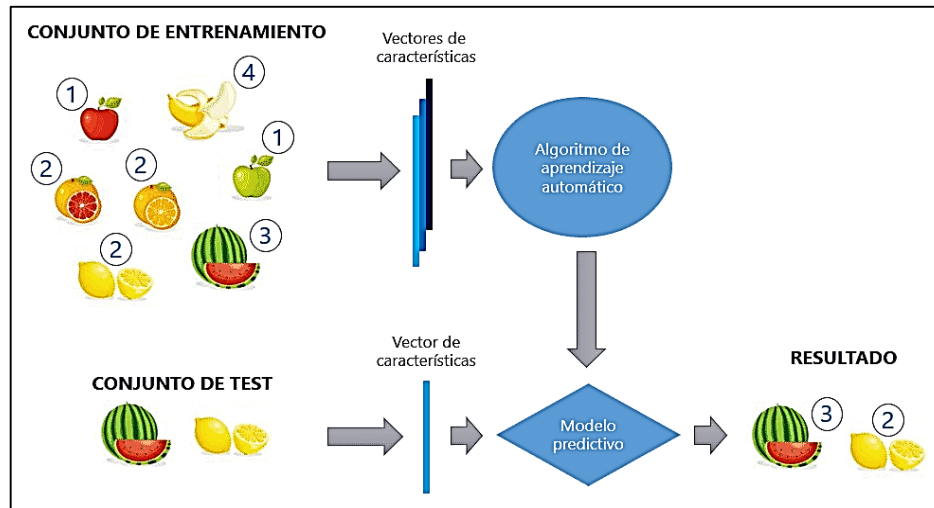 CONJUNTO DE ENTRENAMIENTO
4
1
1
2
2
3
2
Vectores de
características
Algoritmo de
aprendizaje
automático
CONJUNTO DE TEST
Vector de
características
Modelo
predictivo
RESULTADO
3
2